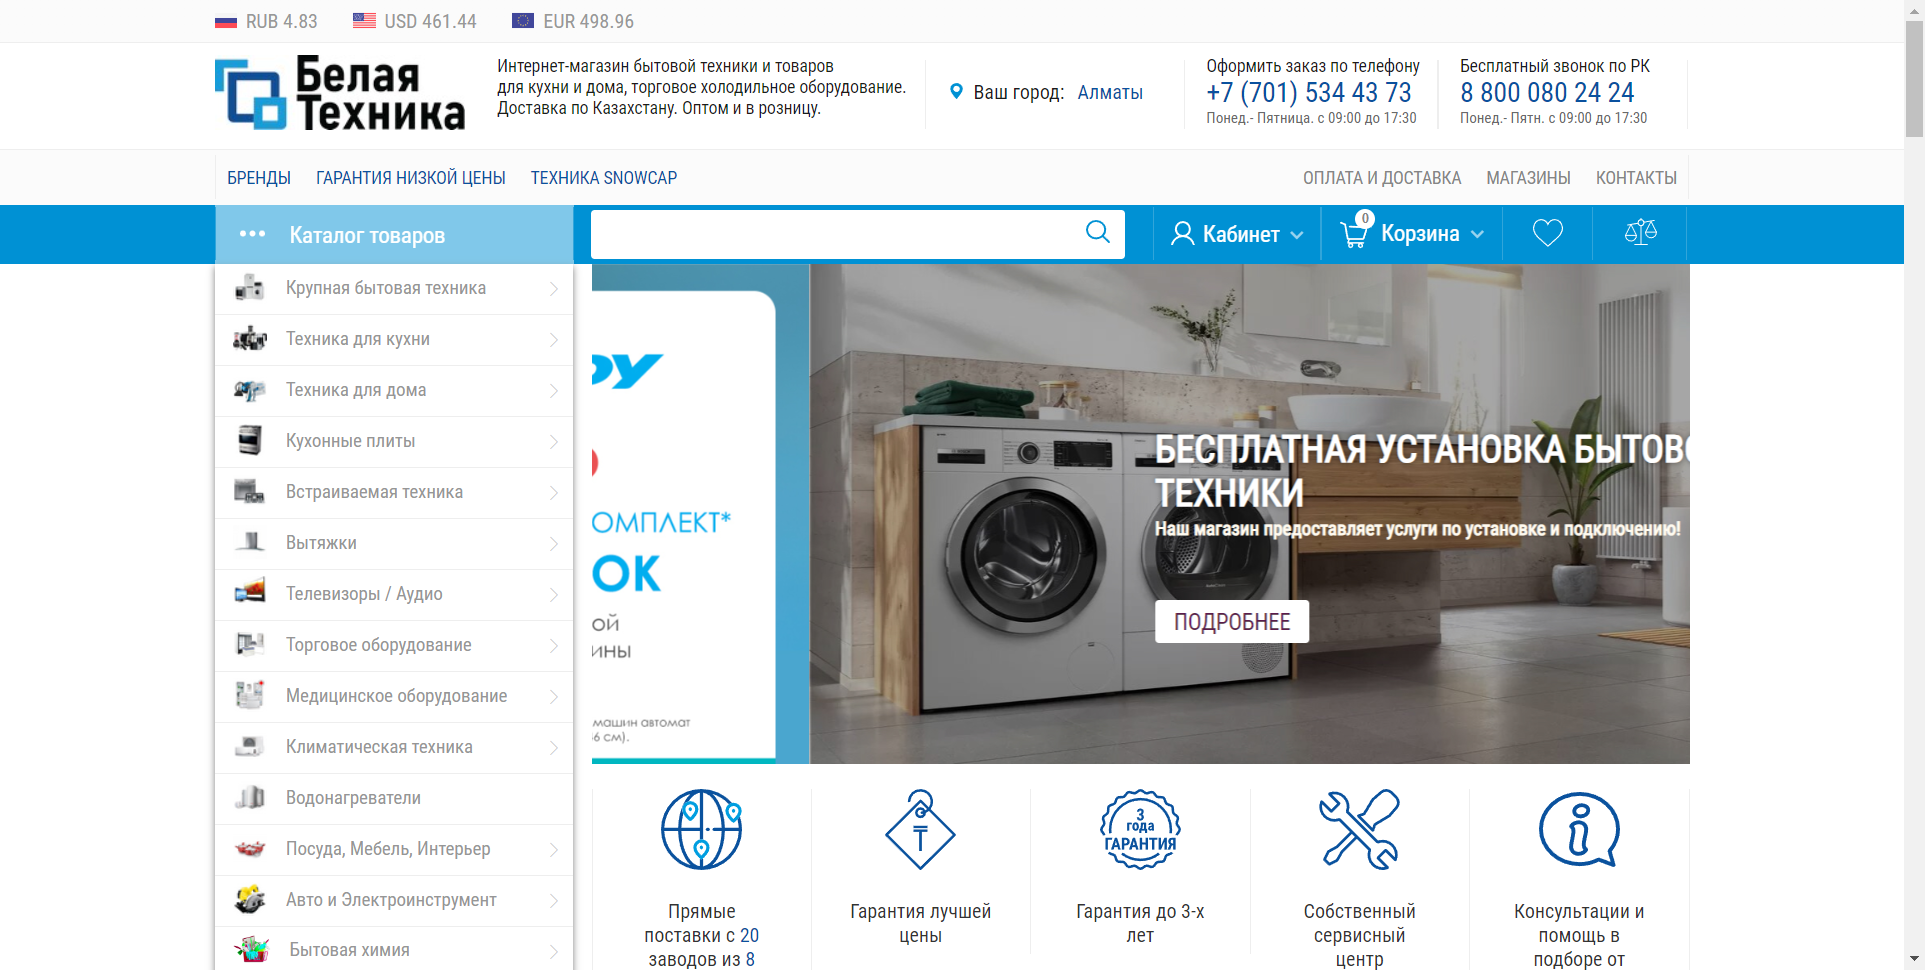 RUB 4.83
USD 461.44
EUR 498.96
Белая
Техника
Интернет-магазин бытовой техники и товаров
для кухни и дома, торговое холодильное оборудование.
Доставка по Казахстану. Оптом и в розницу.
Ваш город: Алматы
Оформить заказ по телефону
+7 (701) 534 43 73
Понед.- Пятница. с 09:00 до 17:30
Бесплатный звонок по РК
8 800 080 24 24
Понед.- Пятн. с 09:00 до 17:30
БРЕНДЫ
ГАРАНТИЯ НИЗКОЙ ЦЕНЫ
ТЕХНИКА SNOWCAP
ОПЛАТА И ДОСТАВКА
МАГАЗИНЫ
КОНТАКТЫ
Каталог товаров
Кабинет
0
Корзина
Крупная бытовая техника
Техника для кухни
Техника для дома
Кухонные плиты
Встраиваемая техника
Вытяжки
Телевизоры / Аудио
Торговое оборудование
Медицинское оборудование
Климатическая техника
Водонагреватели
Посуда, Мебель, Интерьер
Авто и Электроинструмент
Бытовая химия
РУ
ОМПЛЕКТ*
ОК
ой
ины
машин автомат
6 см).
БЕСПЛАТНАЯ УСТАНОВКА БЫТОВО
ТЕХНИКИ
Наш магазин предоставляет услуги по установке и подключению!
ПОДРОБНЕЕ
3
года
ГАРАНТИЯ
Прямые
поставки с 20
заводов из 8
Гарантия лучшей
цены
Гарантия до 3-х
лет
Собственный
сервисный
центр
Консультации и
помощь в
подборе от